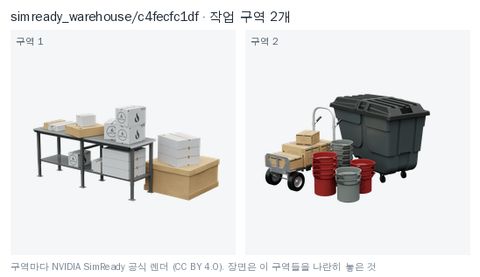 simready_warehouse/c4fecfc1df · 작업 구역 2개
구역 1
구역 2
구역마다 NVIDIA SimReady 공식 렌더 (CC BY 4.0). 장면은 이 구역들을 나란히 놓은 것